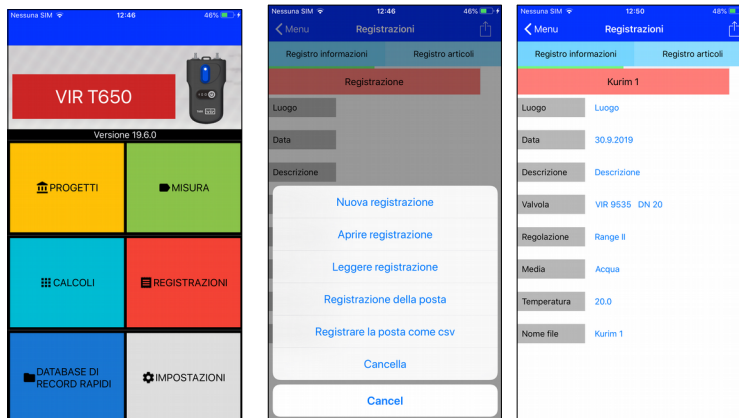 Nessuna SIM 12:46 46%
VIR T650
Versione 19.6.0
PROGETTI
MISURA
CALCOLI
REGISTRAZIONI
DATABASE DI
RECORD RAPIDI
IMPOSTAZIONI
Nessuna SIM 12:46 46%
Menu Registrazioni
Registro informazioni Registro articoli
Registrazione
Luogo
Data
Descrizione
Nuova registrazione
Aprire registrazione
Leggere registrazione
Registrazione della posta
Registrare la posta come csv
Cancella
Cancel
Nessuna SIM 12:50 48%
Menu Registrazioni
Registro informazioni Registro articoli
Kurim 1
Luogo Luogo
Data 30.9.2019
Descrizione Descrizione
Valvola VIR 9535 DN 20
Regolazione Range II
Media Acqua
Temperatura 20.0
Nome file Kurim 1